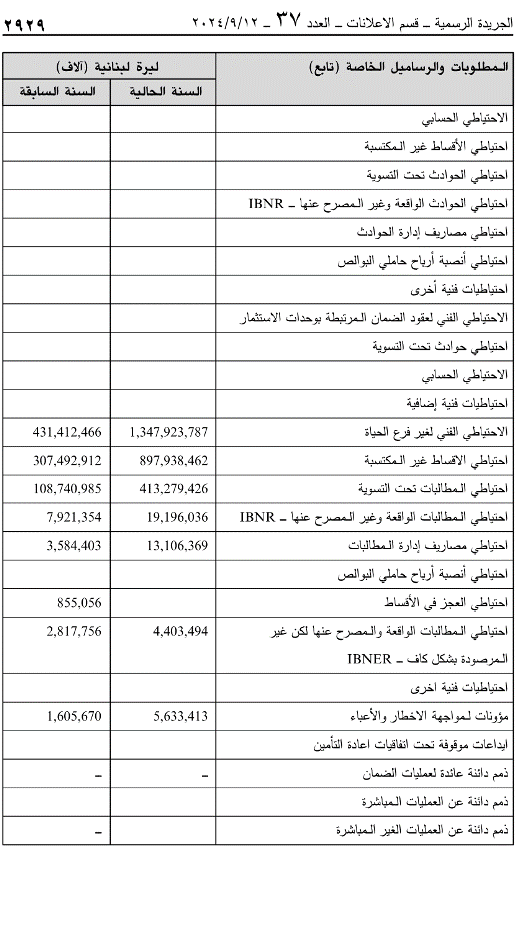 الجريدة الرسمية ــ قسم الاعلانات ــ العدد ٣٧ ــ ٢٠٢٤/٩/١٢ ٢٩٢٩
المطلوبات والرساميل الخاصة (تابع) ليرة لبنانية (آلاف)
السنة الحالية السنة السابقة
الاحتياطي الحسابي
احتياطي الأقساط غير المكتسبة
احتياطي الحوادث تحت التسوية
احتياطي الحوادث الواقعة وغير المصرح عنها ــ IBNR
احتياطي مصاريف إدارة الحوادث
احتياطي أنصبة أرباح حاملي البوالص
احتياطيات فنية أخرى
الاحتياطي الفني لعقود الضمان المرتبطة بوحدات الاستثمار
احتياطي حوادث تحت التسوية
الاحتياطي الحسابي
احتياطيات فنية إضافية
الاحتياطي الفني لغير فرع الحياة 1,347,923,787 431,412,466
احتياطي الاقساط غير المكتسبة 897,938,462 307,492,912
احتياطي المطالبات تحت التسوية 413,279,426 108,740,985
احتياطي المطالبات الواقعة وغير المصرح عنها ــ IBNR 19,196,036 7,921,354
احتياطي مصاريف إدارة المطالبات 13,106,369 3,584,403
احتياطي أنصبة أرباح حاملي البوالص
احتياطي العجز في الأقساط 855,056
احتياطي المطالبات الواقعة والمصرح عنها لكن غير 4,403,494 2,817,756
المرصودة بشكل كاف ــ IBNER
احتياطيات فنية اخرى
مؤونات لمواجهة الاخطار والأعباء 5,633,413 1,605,670
ايداعات موقوفة تحت اتفاقيات اعادة التأمين
ذمم دائنة عائدة لعمليات الضمان – –
ذمم دائنة عن العمليات المباشرة
ذمم دائنة عن العمليات الغير المباشرة –